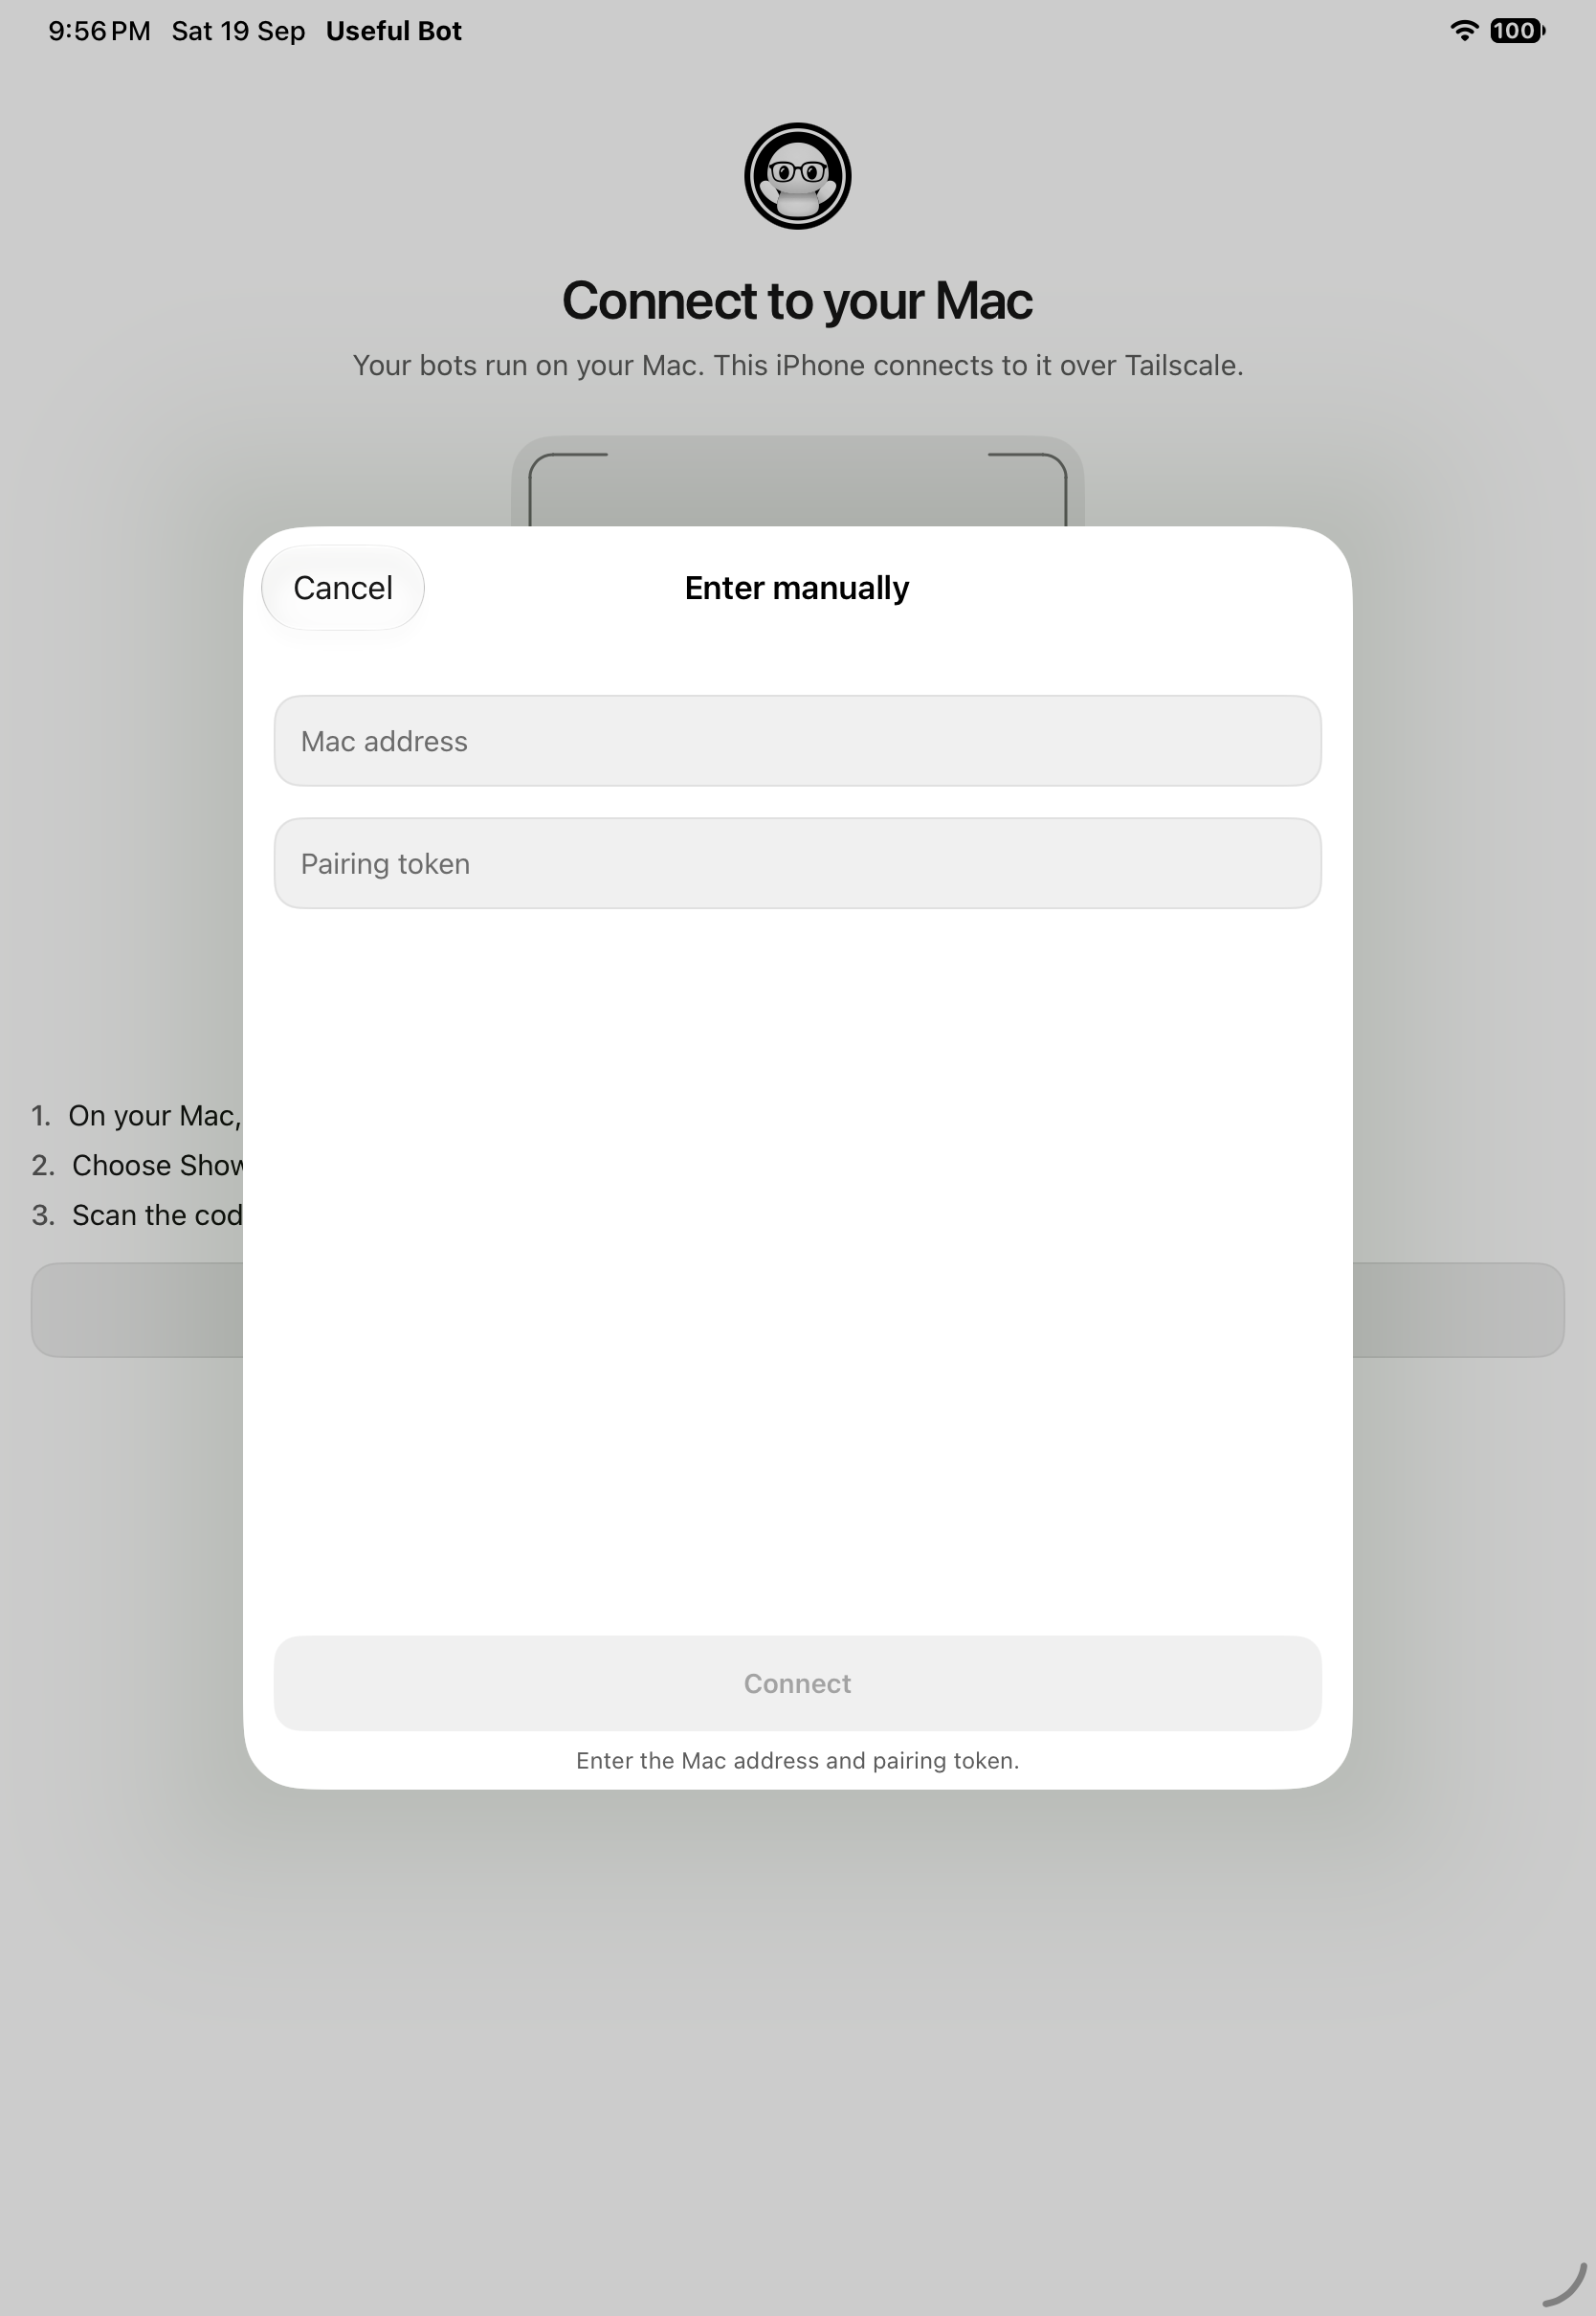 9:56 PM Sat 19 Sep Useful Bot 100
Connect to your Mac
Your bots run on your Mac. This iPhone connects to it over Tailscale.
Cancel Enter manually
Mac address
Pairing token
1. On your Mac,
2. Choose Show
3. Scan the cod
Connect
Enter the Mac address and pairing token.